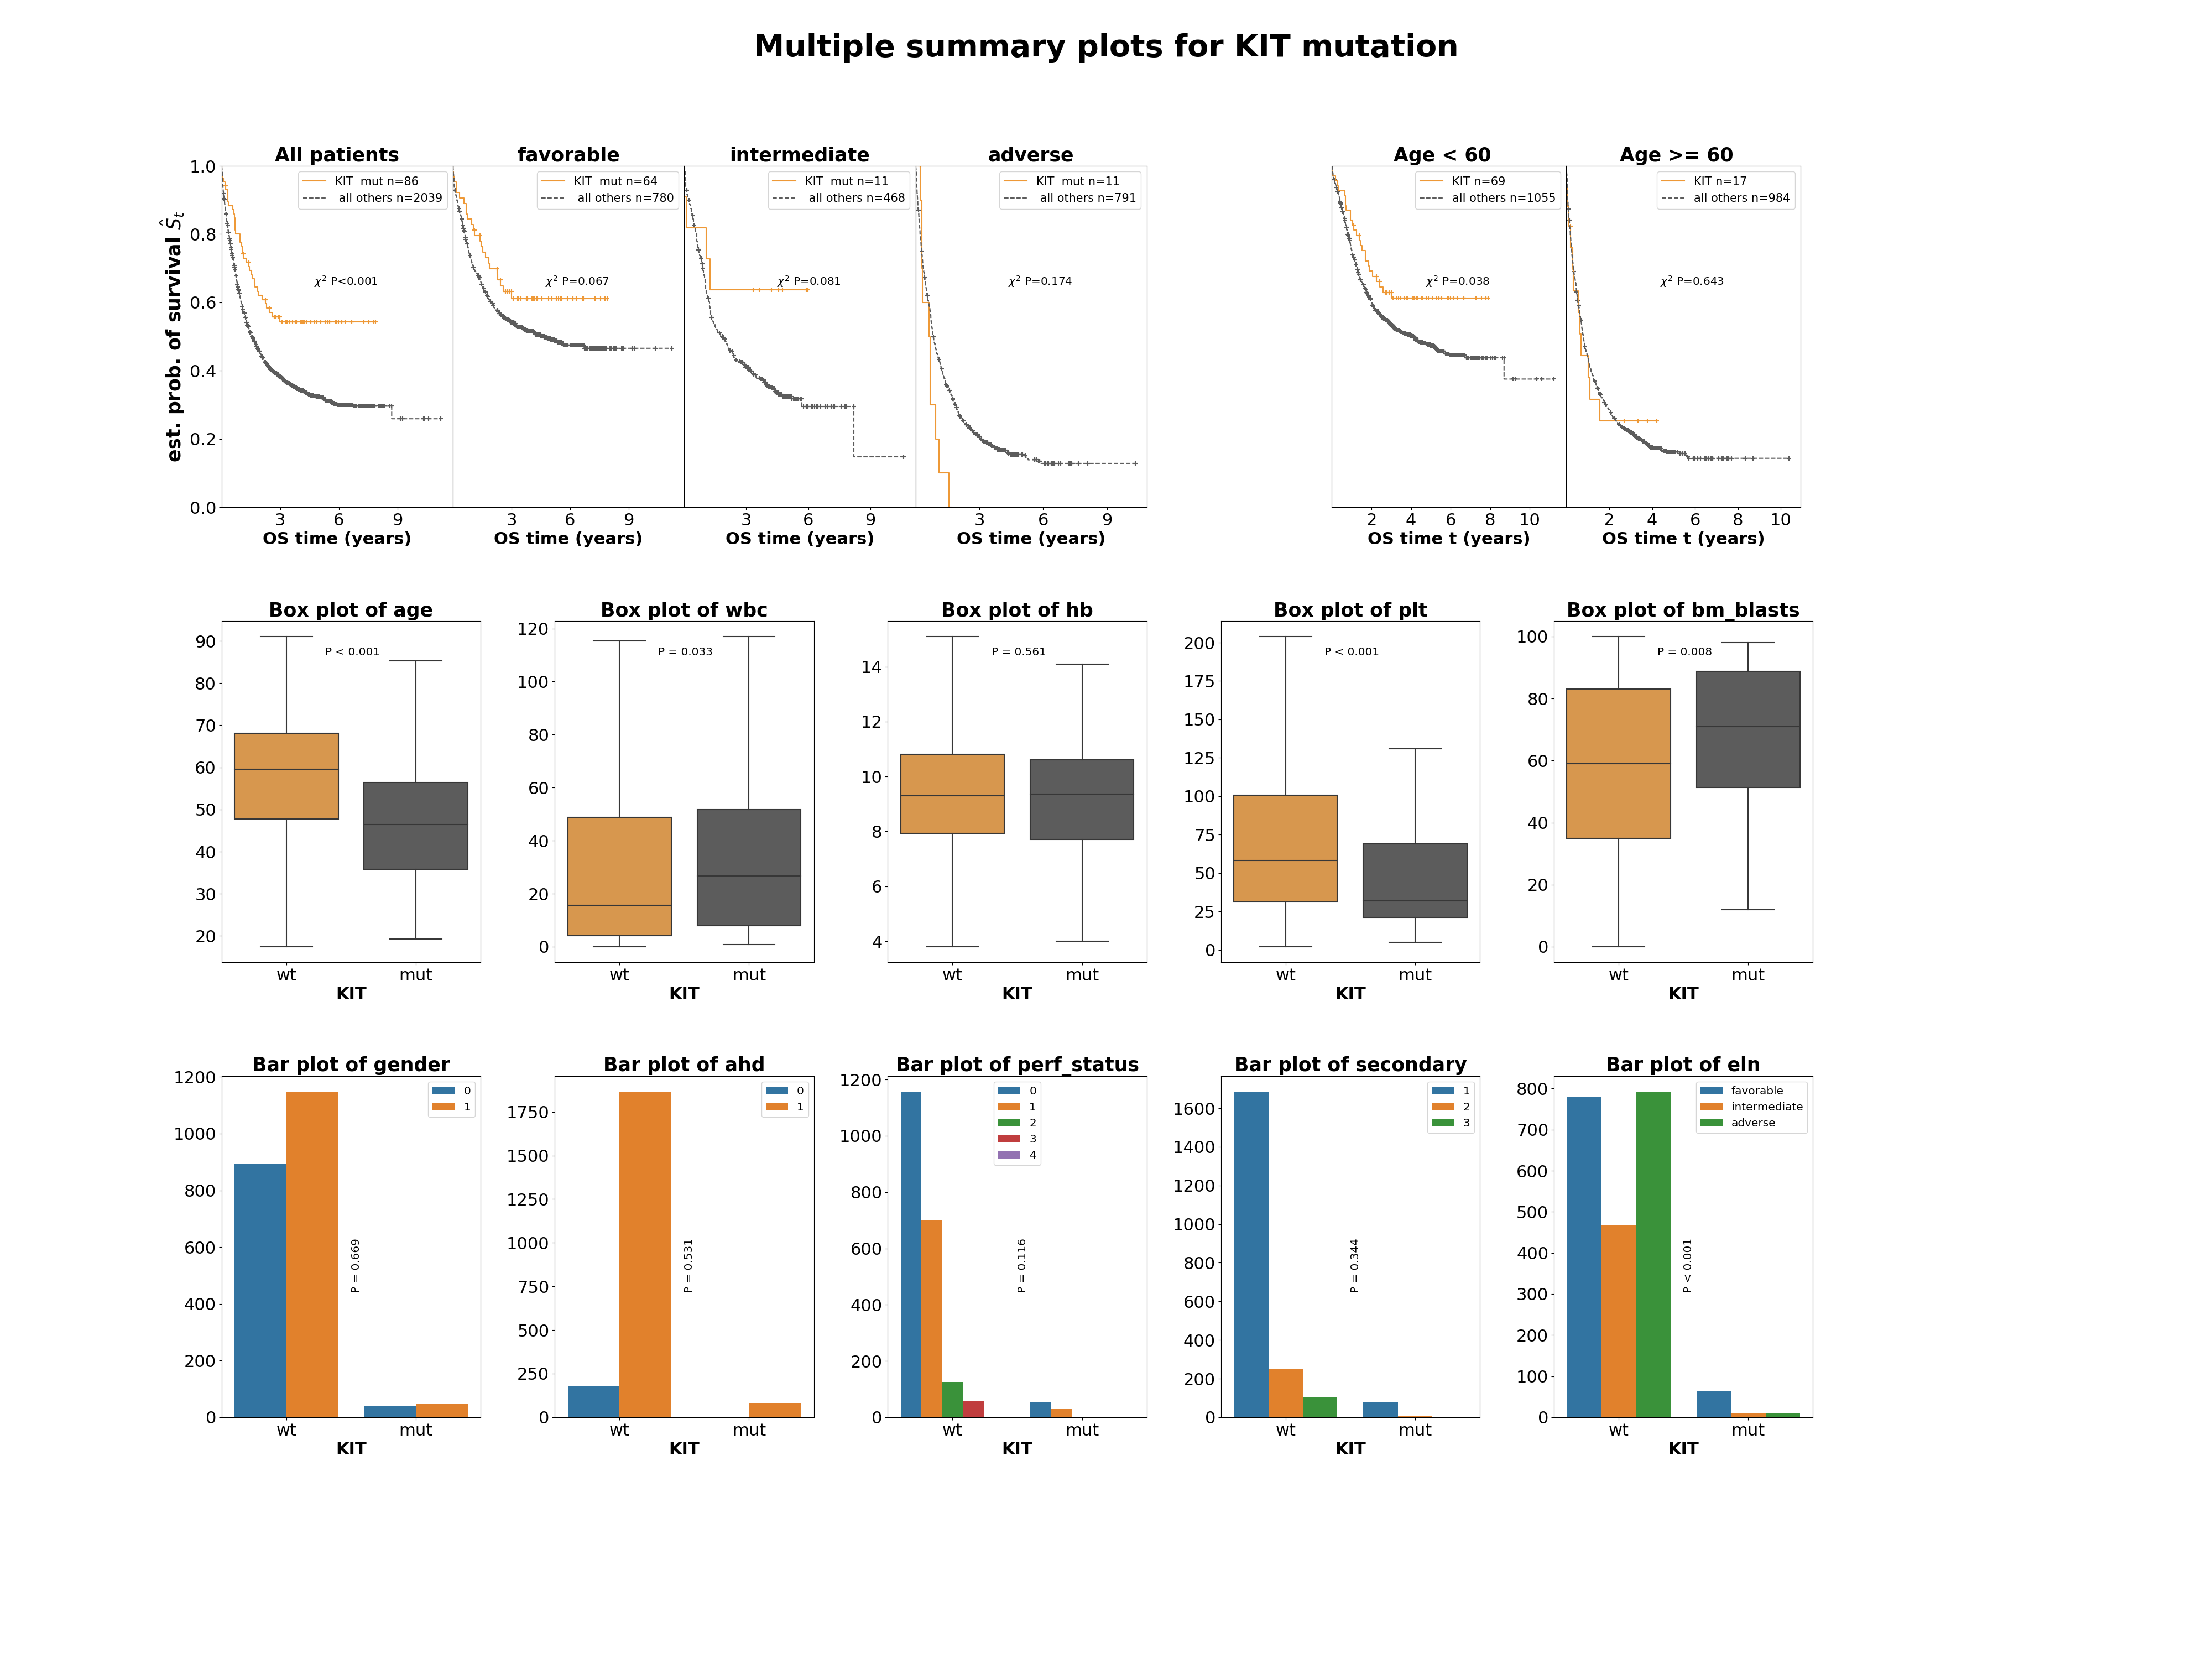 Multiple summary plots for KIT mutation
All patients
favorable
intermediate
adverse
Age < 60
Age >= 60
est. prob. of survival Ŝt
1.0
0.8
0.6
0.4
0.2
0.0
KIT mut n=86
all others n=2039
χ² P<0.001
3 6 9
OS time (years)
KIT mut n=64
all others n=780
χ² P=0.067
3 6 9
OS time (years)
KIT mut n=11
all others n=468
χ² P=0.081
3 6 9
OS time (years)
KIT mut n=11
all others n=791
χ² P=0.174
3 6 9
OS time (years)
KIT n=69
all others n=1055
χ² P=0.038
2 4 6 8 10
OS time t (years)
KIT n=17
all others n=984
χ² P=0.643
2 4 6 8 10
OS time t (years)
Box plot of age
P < 0.001
90
80
70
60
50
40
30
20
wt mut
KIT
Box plot of wbc
P = 0.033
120
100
80
60
40
20
0
wt mut
KIT
Box plot of hb
P = 0.561
14
12
10
8
6
4
wt mut
KIT
Box plot of plt
P < 0.001
200
175
150
125
100
75
50
25
0
wt mut
KIT
Box plot of bm_blasts
P = 0.008
100
80
60
40
20
0
wt mut
KIT
Bar plot of gender
0
1
1200
1000
800
600
400
200
0
P = 0.669
wt mut
KIT
Bar plot of ahd
0
1
1750
1500
1250
1000
750
500
250
0
P = 0.531
wt mut
KIT
Bar plot of perf_status
0
1
2
3
4
1200
1000
800
600
400
200
0
P = 0.116
wt mut
KIT
Bar plot of secondary
1
2
3
1600
1400
1200
1000
800
600
400
200
0
P = 0.344
wt mut
KIT
Bar plot of eln
favorable
intermediate
adverse
800
700
600
500
400
300
200
100
0
P < 0.001
wt mut
KIT